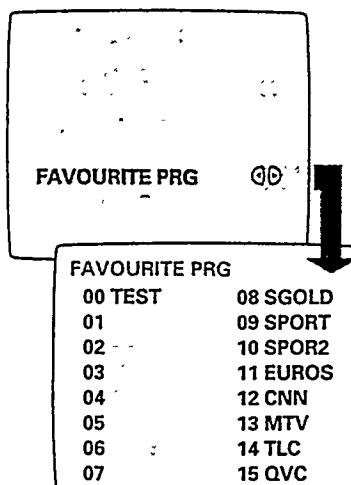 FAVOURITE PRG
FAVOURITE PRG
00 TEST 08 SGOLD
01 09 SPORT
02 10 SPOR2
03 11 EUROS
04 12 CNN
05 13 MTV
06 14 TLC
07 15 QVC